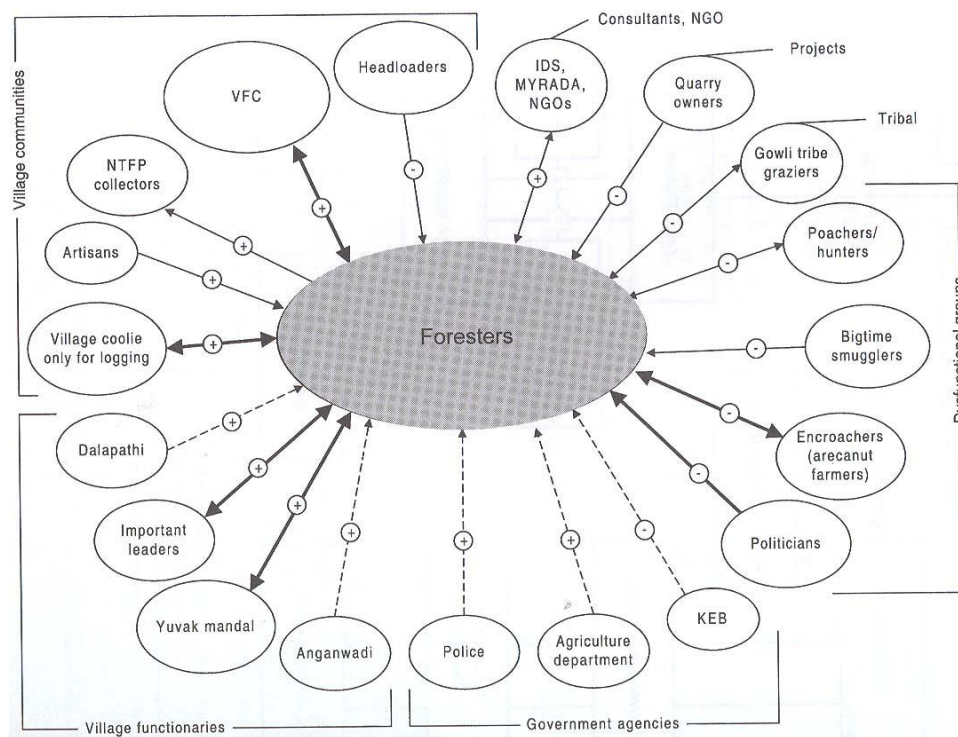 Consultants, NGO
Projects
Tribal
Village communities
VFC
Headloaders
IDS,
MYRADA,
NGOs
Quarry
owners
Gowli tribe
graziers
NTFP
collectors
Poachers/
hunters
Artisans
Village coolie
only for logging
Foresters
Bigtime
smugglers
Dysfunctional groups
Dalapathi
Encroachers
(arecanut
farmers)
Important
leaders
Politicians
Yuvak mandal
Anganwadi
Police
Agriculture
department
KEB
Village functionaries
Government agencies
+
-
+
-
-
-
+
+
+
-
-
-
+
+
+
+
+
+
-